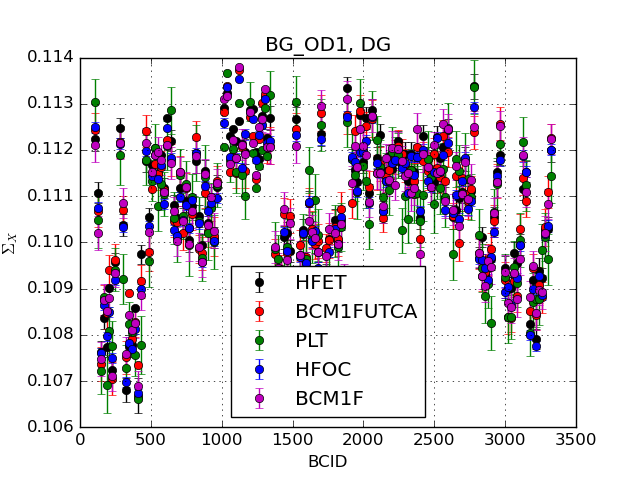 BG_OD1, DG
0.114
0.113
0.112
0.111
0.110
0.109
0.108
0.107
0.106
Σ_X
HFET
BCM1FUTCA
PLT
HFOC
BCM1F
0 500 1000 1500 2000 2500 3000 3500
BCID